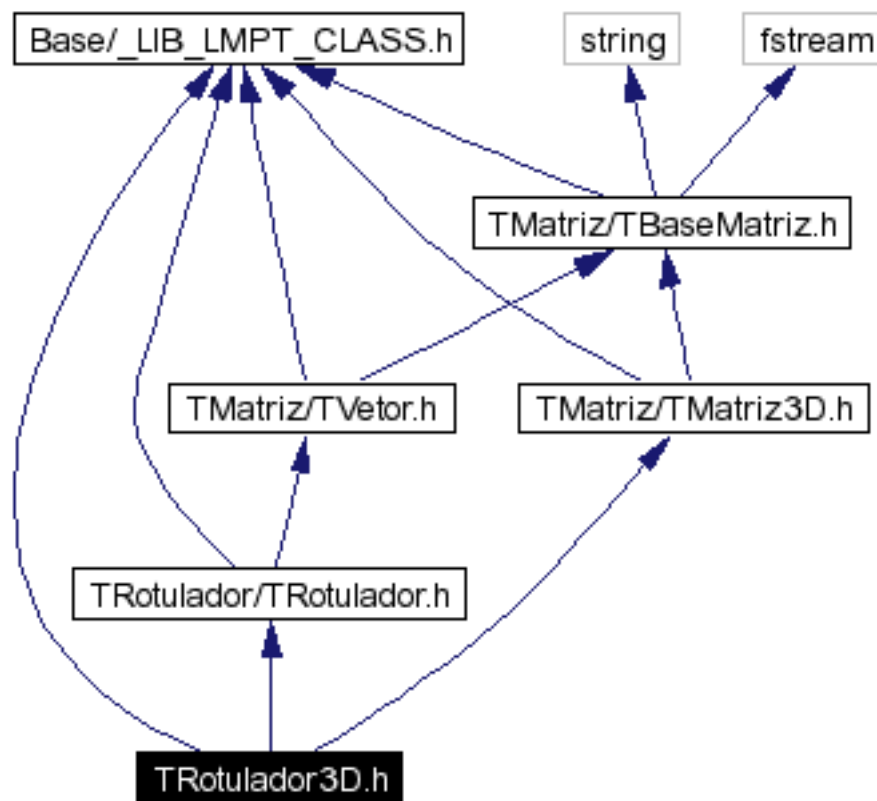 Base/_LIB_LMPT_CLASS.h
string
fstream
TMatriz/TBaseMatriz.h
TMatriz/TVetor.h
TMatriz/TMatriz3D.h
TRotulador/TRotulador.h
TRotulador3D.h